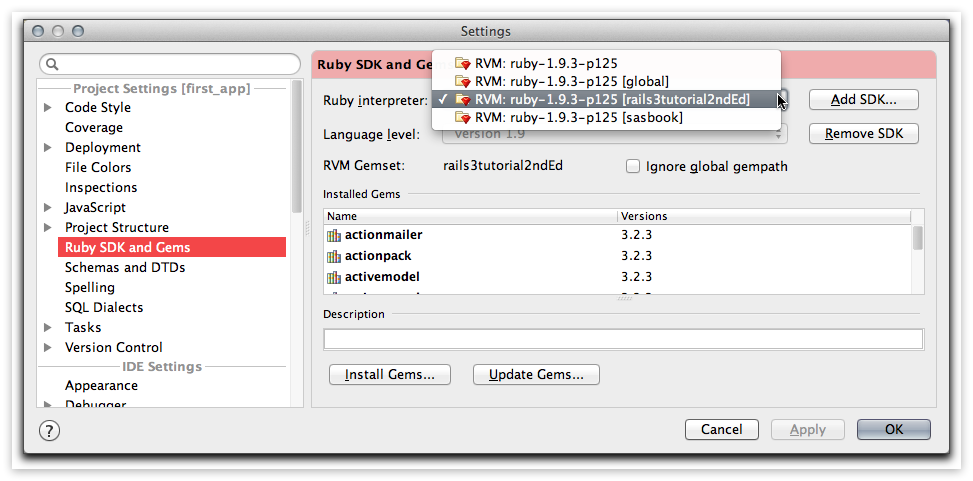 Settings
Project Settings [first_app]
Code Style
Coverage
Deployment
File Colors
Inspections
JavaScript
Project Structure
Ruby SDK and Gems
Schemas and DTDs
Spelling
SQL Dialects
Tasks
Version Control
IDE Settings
Appearance
Debugger
Ruby SDK and Gem
RVM: ruby-1.9.3-p125
RVM: ruby-1.9.3-p125 [global]
Ruby interpreter: ✓ RVM: ruby-1.9.3-p125 [rails3tutorial2ndEd] Add SDK...
RVM: ruby-1.9.3-p125 [sasbook]
Language level: Version 1.9 Remove SDK
RVM Gemset: rails3tutorial2ndEd Ignore global gempath
Installed Gems
Name Versions
actionmailer 3.2.3
actionpack 3.2.3
activemodel 3.2.3
3.2.3
Description
Install Gems... Update Gems...
? Cancel Apply OK